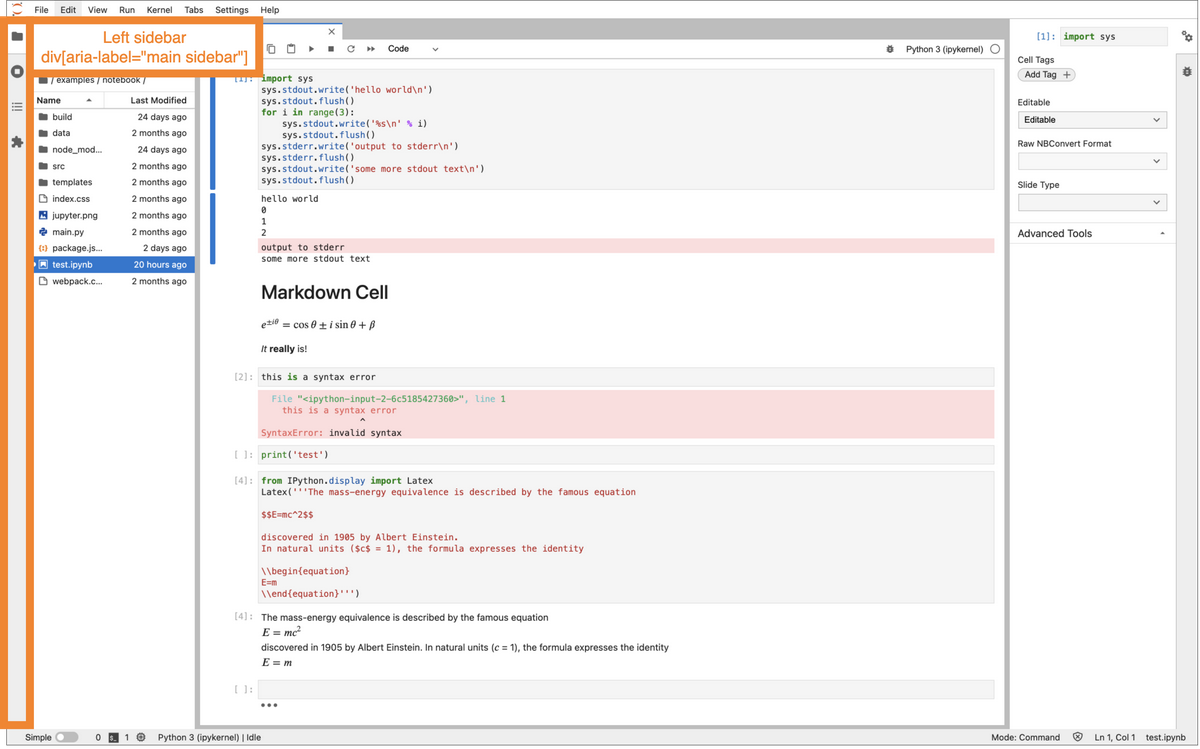 File Edit View Run Kernel Tabs Settings Help
Left sidebar
div[aria-label="main sidebar"]
/ examples / notebook /
Name Last Modified
build 24 days ago
data 2 months ago
node_mod... 24 days ago
src 2 months ago
templates 2 months ago
index.css 2 months ago
jupyter.png 2 months ago
main.py 2 months ago
package.js... 2 days ago
test.ipynb 20 hours ago
webpack.c... 2 months ago
Code
Python 3 (ipykernel)
[1]: import sys
sys.stdout.write('hello world\n')
sys.stdout.flush()
for i in range(3):
    sys.stdout.write('%s\n' % i)
    sys.stdout.flush()
sys.stderr.write('output to stderr\n')
sys.stderr.flush()
sys.stdout.write('some more stdout text\n')
sys.stdout.flush()
hello world
0
1
2
output to stderr
some more stdout text
Markdown Cell
e±iθ = cos θ ± i sin θ + β
It really is!
[2]: this is a syntax error
File "<ipython-input-2-6c5185427360>", line 1
this is a syntax error
^
SyntaxError: invalid syntax
[ ]: print('test')
[4]: from IPython.display import Latex
Latex('''The mass-energy equivalence is described by the famous equation
$$E=mc^2$$
discovered in 1905 by Albert Einstein.
In natural units ($c$ = 1), the formula expresses the identity
\\begin{equation}
E=m
\\end{equation}''')
[4]: The mass-energy equivalence is described by the famous equation
E = mc²
discovered in 1905 by Albert Einstein. In natural units (c = 1), the formula expresses the identity
E = m
[ ]:
[1]: import sys
Cell Tags
Add Tag +
Editable
Editable
Raw NBConvert Format
Slide Type
Advanced Tools
Simple 0 1 Python 3 (ipykernel) | Idle
Mode: Command Ln 1, Col 1 test.ipynb